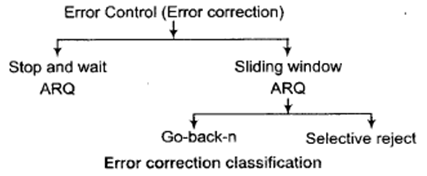 Error Control (Error correction)
Stop and wait Sliding window
ARQ ARQ
Go-back-n Selective reject
Error correction classification